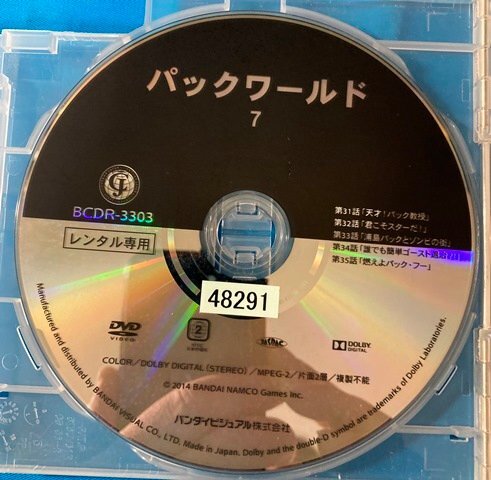 パックワールド
7
BCDR-3303
レンタル専用
第31話「天才!パック教授」
第32話「君こそスターだ!」
第33話「浦島パックとゾンビの街」
第34話「誰でも簡単ゴースト退治!?」
第35話「燃えよパック・フー」
48291
DVD
VIDEO
2
DOLBY
DIGITAL
COLOR/DOLBY DIGITAL (STEREO)/MPEG-2/片面2層/複製不能
© 2014 BANDAI NAMCO Games Inc.
バンダイビジュアル株式会社
Manufactured and distributed by BANDAI VISUAL CO., LTD. Made in Japan. Dolby and the double-D symbol are trademarks of Dolby Laboratories.